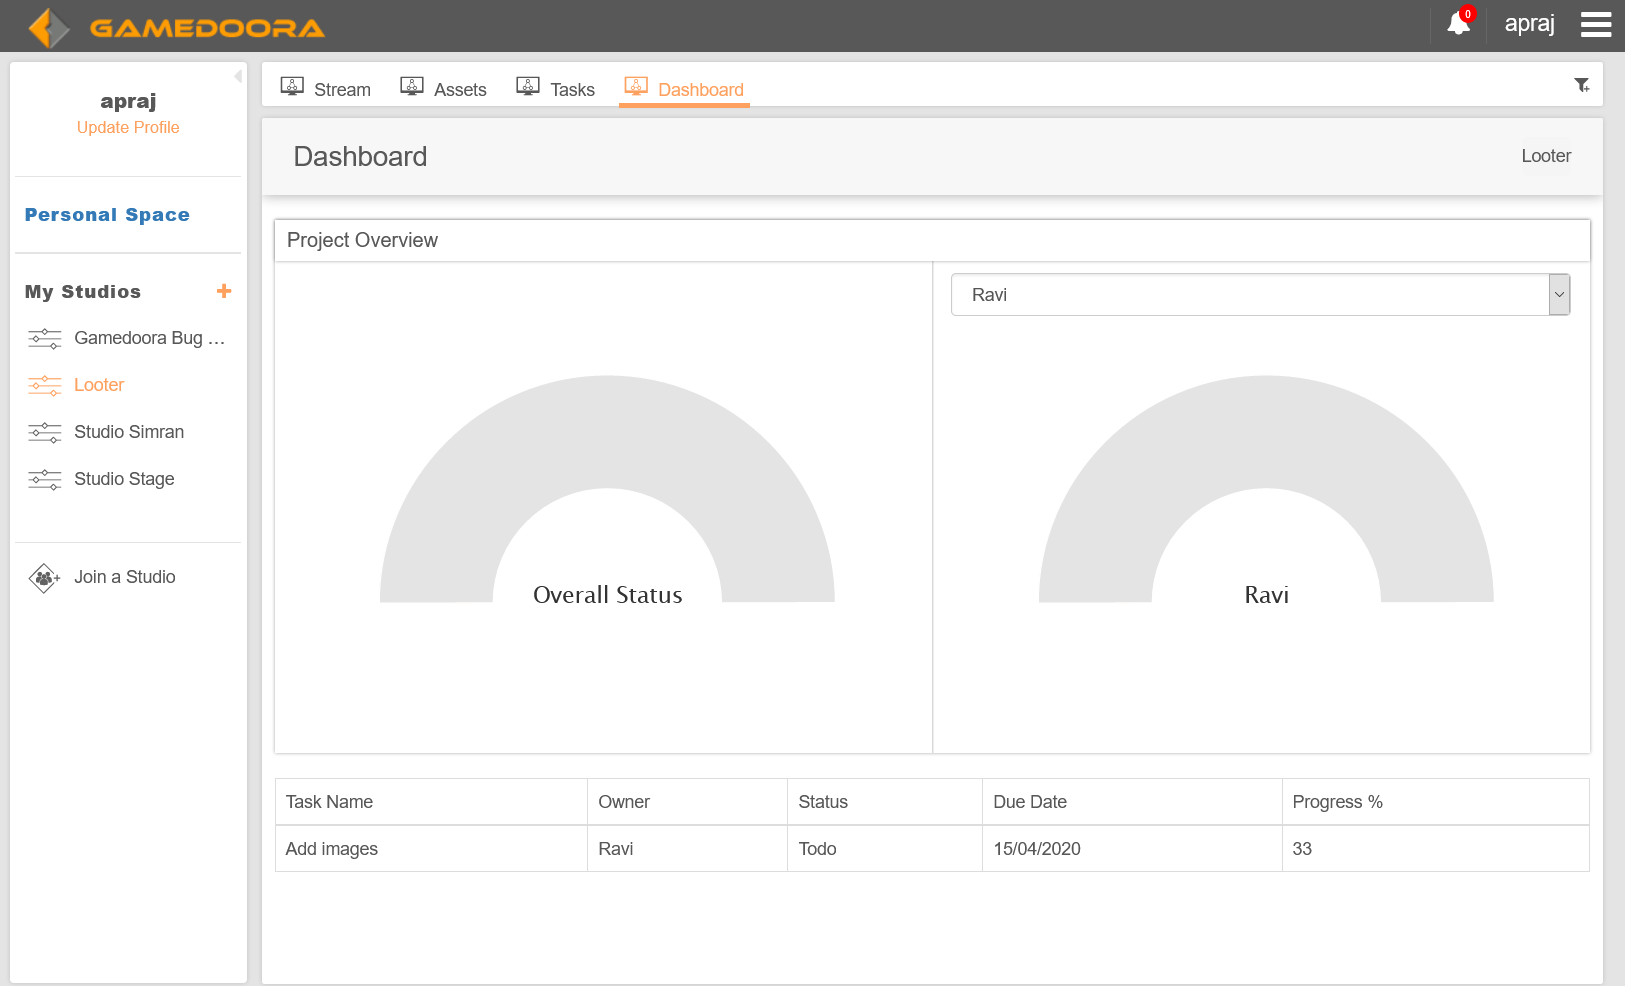 GAMEDOORA
0
apraj
apraj
Update Profile
Personal Space
My Studios
Gamedoora Bug ...
Looter
Studio Simran
Studio Stage
Join a Studio
Stream
Assets
Tasks
Dashboard
Dashboard
Looter
Project Overview
Ravi
Overall Status
Ravi
Task Name Owner Status Due Date Progress %
Add images Ravi Todo 15/04/2020 33